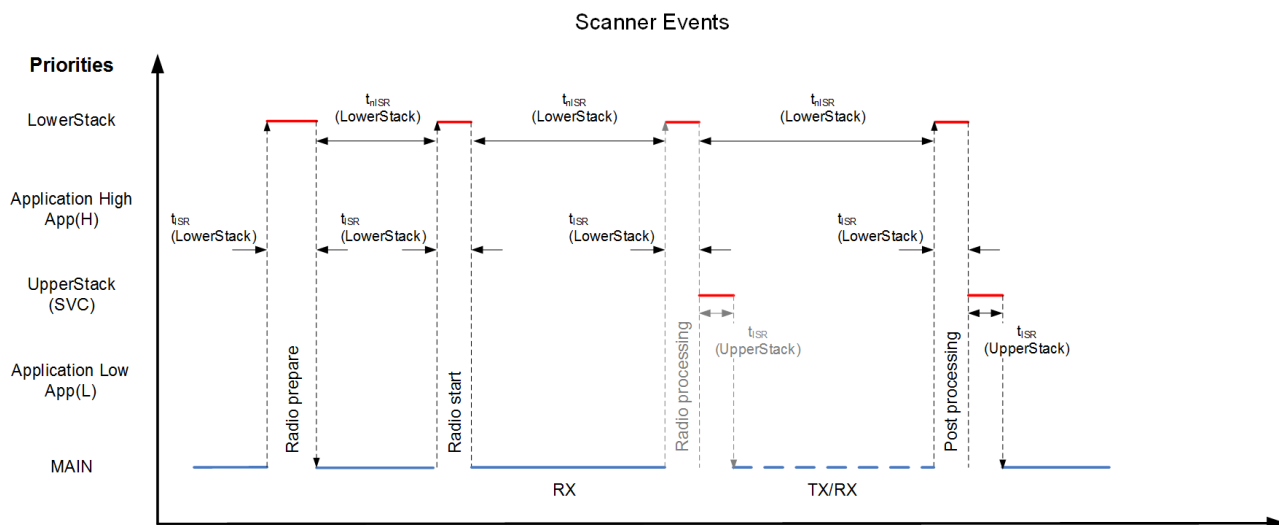 Scanner Events
Priorities
LowerStack
tnISR
(LowerStack)
tnISR
(LowerStack)
tnISR
(LowerStack)
Application High
App(H)
tISR
(LowerStack)
tISR
(LowerStack)
tISR
(LowerStack)
tISR
(LowerStack)
UpperStack
(SVC)
tISR
(UpperStack)
tISR
(UpperStack)
Application Low
App(L)
Radio prepare
Radio start
Radio processing
Post processing
MAIN
RX
TX/RX